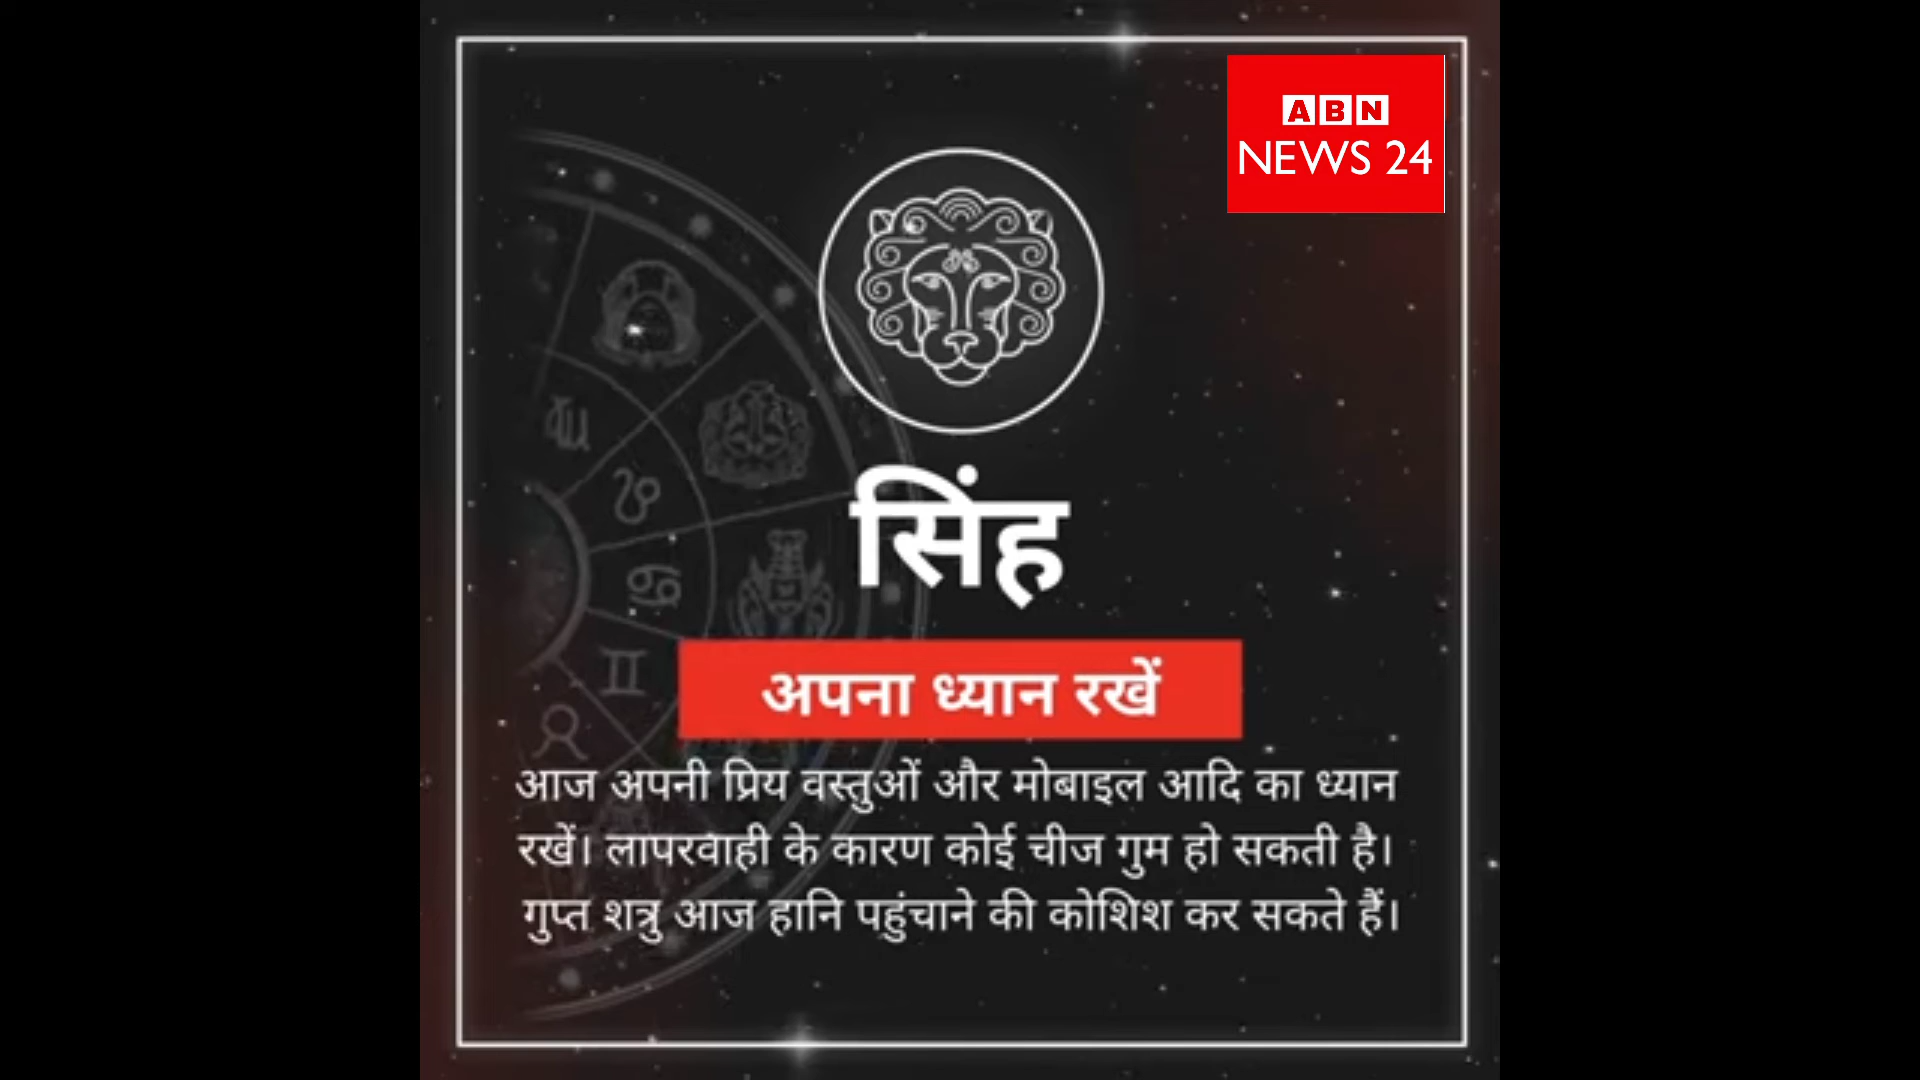 ABN
NEWS 24
सिंह
अपना ध्यान रखें
आज अपनी प्रिय वस्तुओं और मोबाइल आदि का ध्यान
रखें। लापरवाही के कारण कोई चीज गुम हो सकती है।
गुप्त शत्रु आज हानि पहुंचाने की कोशिश कर सकते हैं।